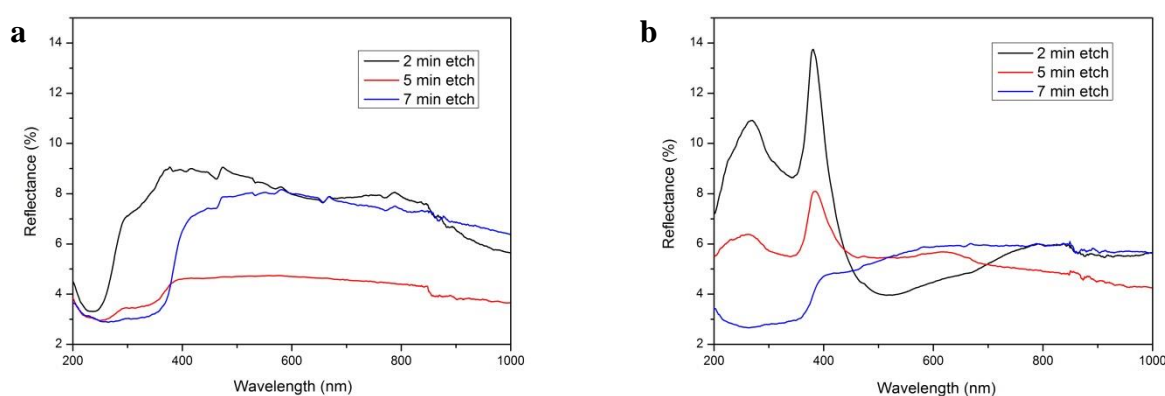 a
14
12
10
8
6
4
2
Reflectance (%)
2 min etch
5 min etch
7 min etch
200
400
600
800
1000
Wavelength (nm)
b
14
12
10
8
6
4
2
Reflectance (%)
2 min etch
5 min etch
7 min etch
200
400
600
800
1000
Wavelength (nm)